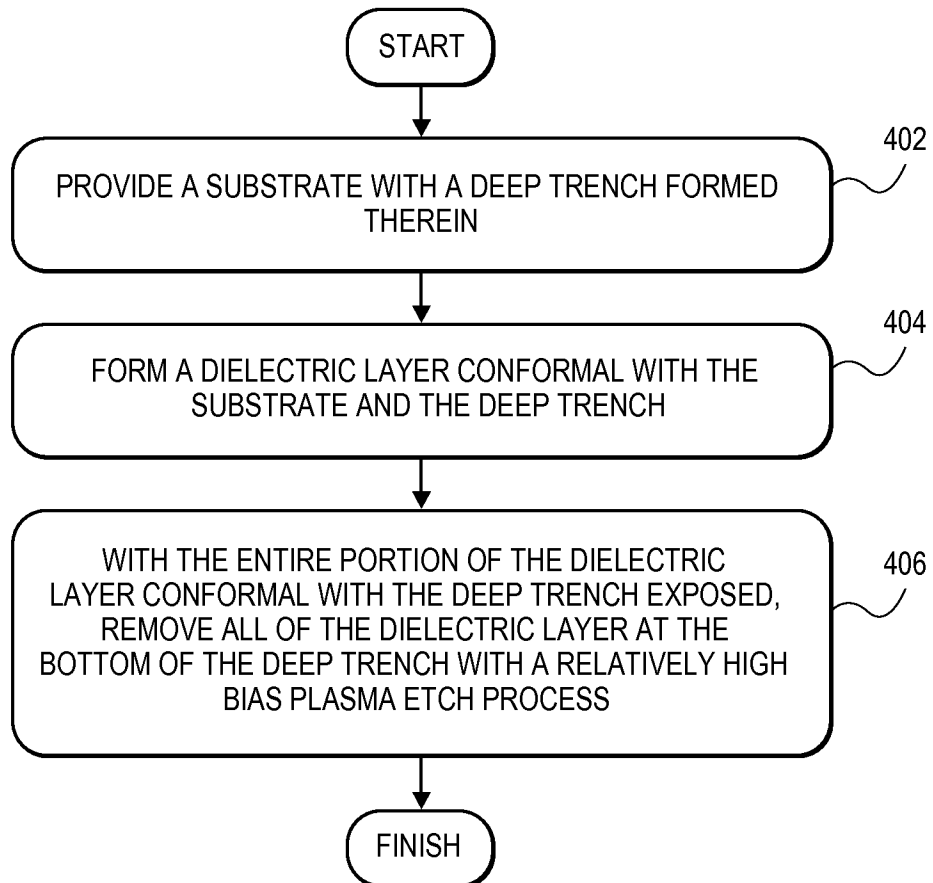 START
402
PROVIDE A SUBSTRATE WITH A DEEP TRENCH FORMED
THEREIN
404
FORM A DIELECTRIC LAYER CONFORMAL WITH THE
SUBSTRATE AND THE DEEP TRENCH
406
WITH THE ENTIRE PORTION OF THE DIELECTRIC
LAYER CONFORMAL WITH THE DEEP TRENCH EXPOSED,
REMOVE ALL OF THE DIELECTRIC LAYER AT THE
BOTTOM OF THE DEEP TRENCH WITH A RELATIVELY HIGH
BIAS PLASMA ETCH PROCESS
FINISH